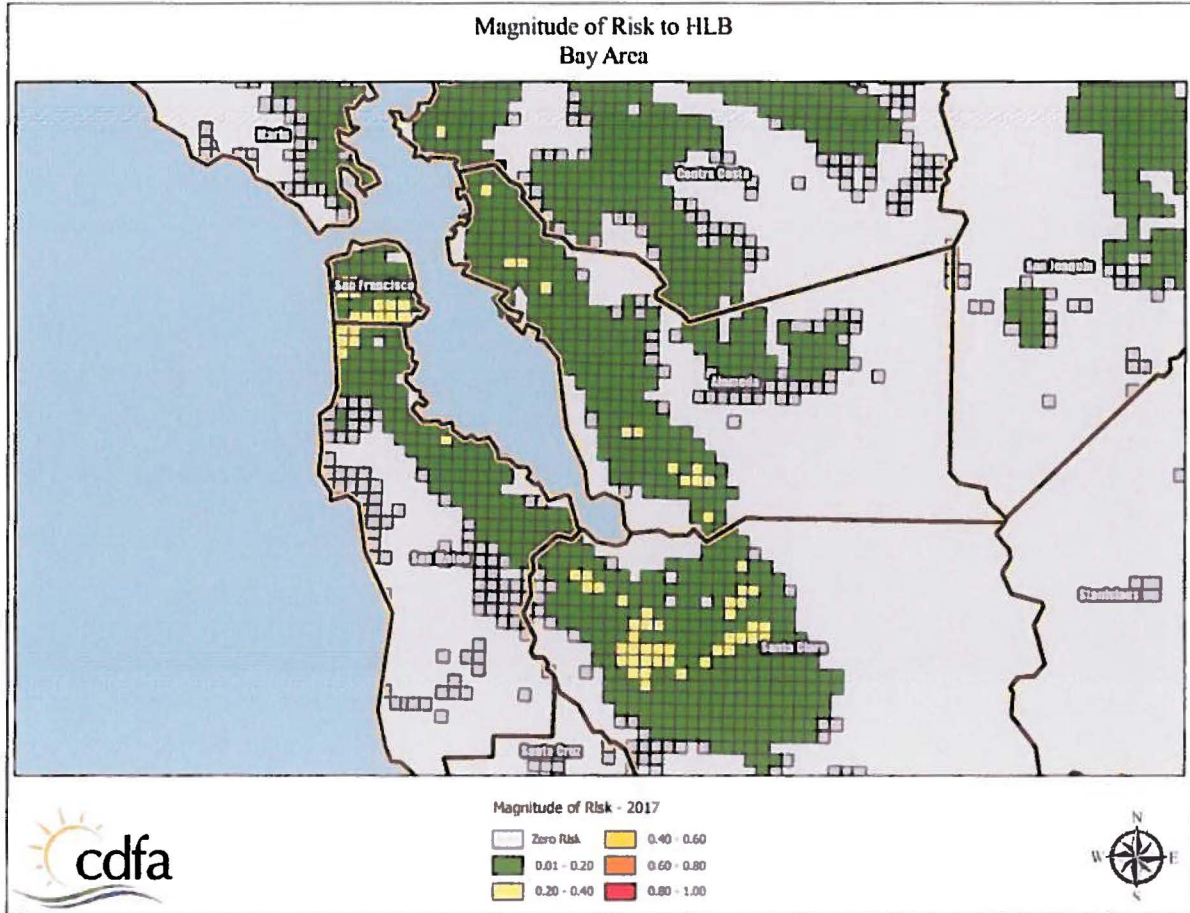 Magnitude of Risk to HLB
Bay Area
Marin
Contra Costa
San Joaquin
San Francisco
Alameda
San Mateo
Stanislaus
Santa Clara
Santa Cruz
Magnitude of Risk - 2017
Zero Risk
0.40 - 0.60
0.01 - 0.20
0.60 - 0.80
0.20 - 0.40
0.80 - 1.00
cdfa
N
W
E
S